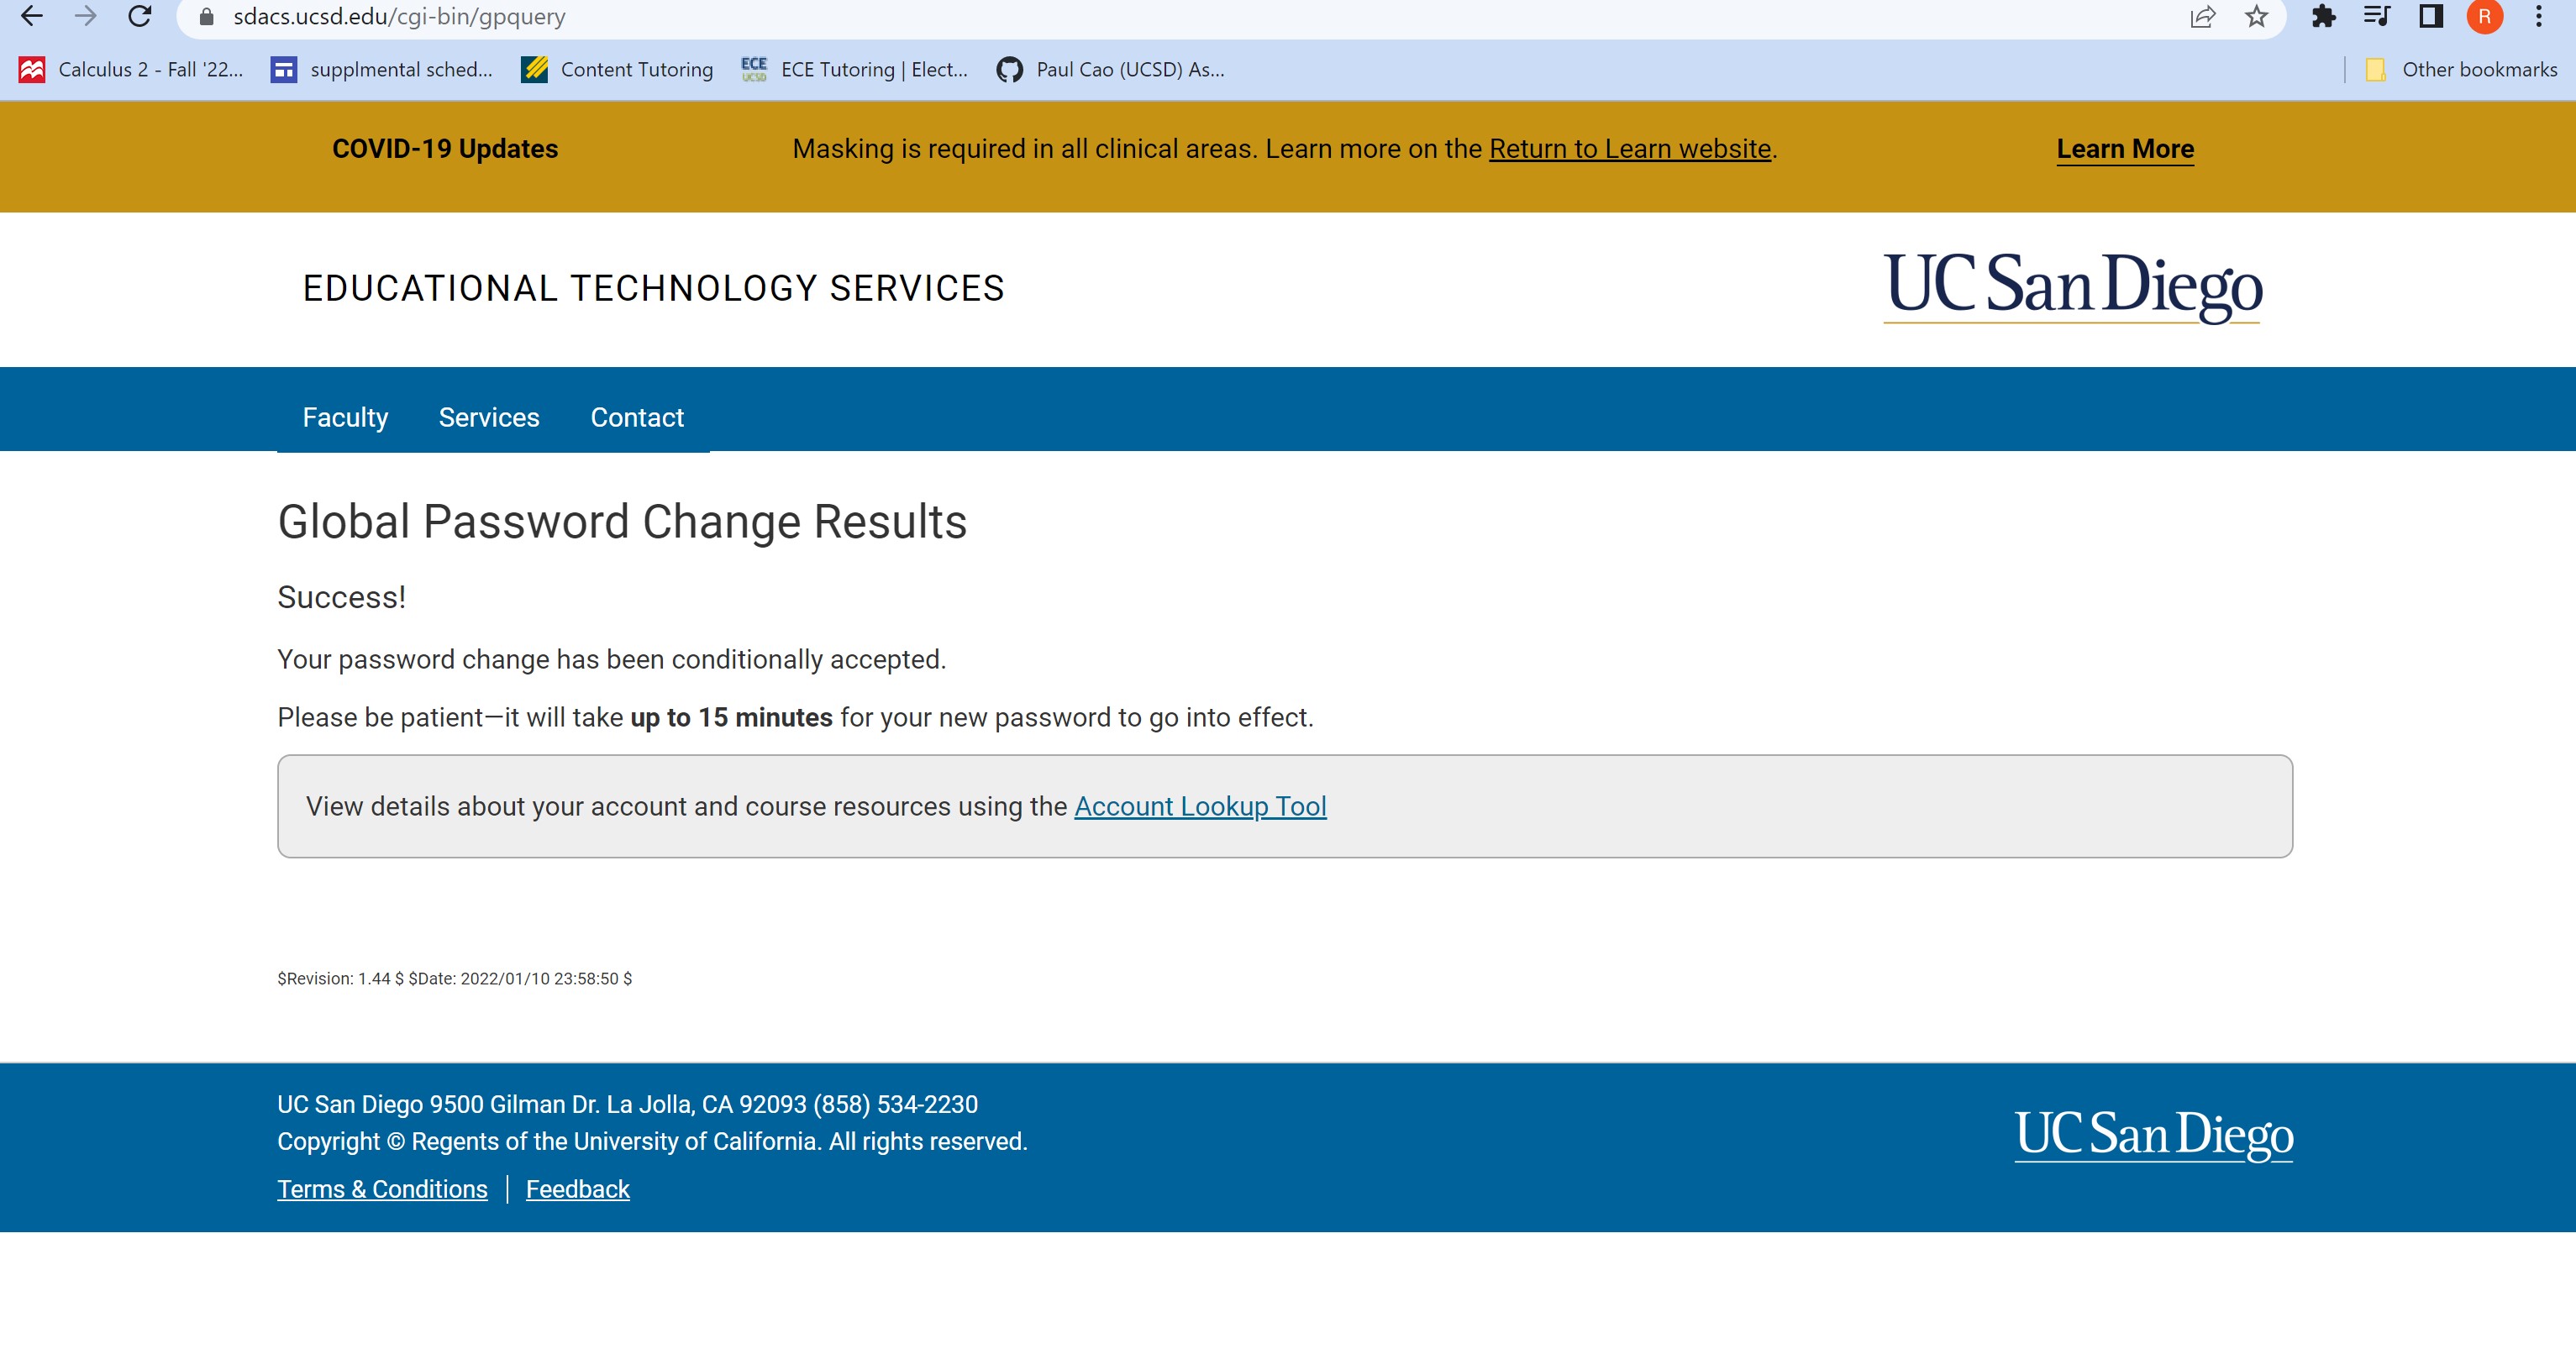 sdacs.ucsd.edu/cgi-bin/gpquery
R
Calculus 2 - Fall '22...
supplmental sched...
Content Tutoring
ECE UCSD
ECE Tutoring | Elect...
Paul Cao (UCSD) As...
Other bookmarks
COVID-19 Updates
Masking is required in all clinical areas. Learn more on the Return to Learn website.
Learn More
EDUCATIONAL TECHNOLOGY SERVICES
UC San Diego
Faculty Services Contact
Global Password Change Results
Success!
Your password change has been conditionally accepted.
Please be patient—it will take up to 15 minutes for your new password to go into effect.
View details about your account and course resources using the Account Lookup Tool
$Revision: 1.44 $ $Date: 2022/01/10 23:58:50 $
UC San Diego 9500 Gilman Dr. La Jolla, CA 92093 (858) 534-2230
Copyright © Regents of the University of California. All rights reserved.
Terms & Conditions | Feedback
UC San Diego